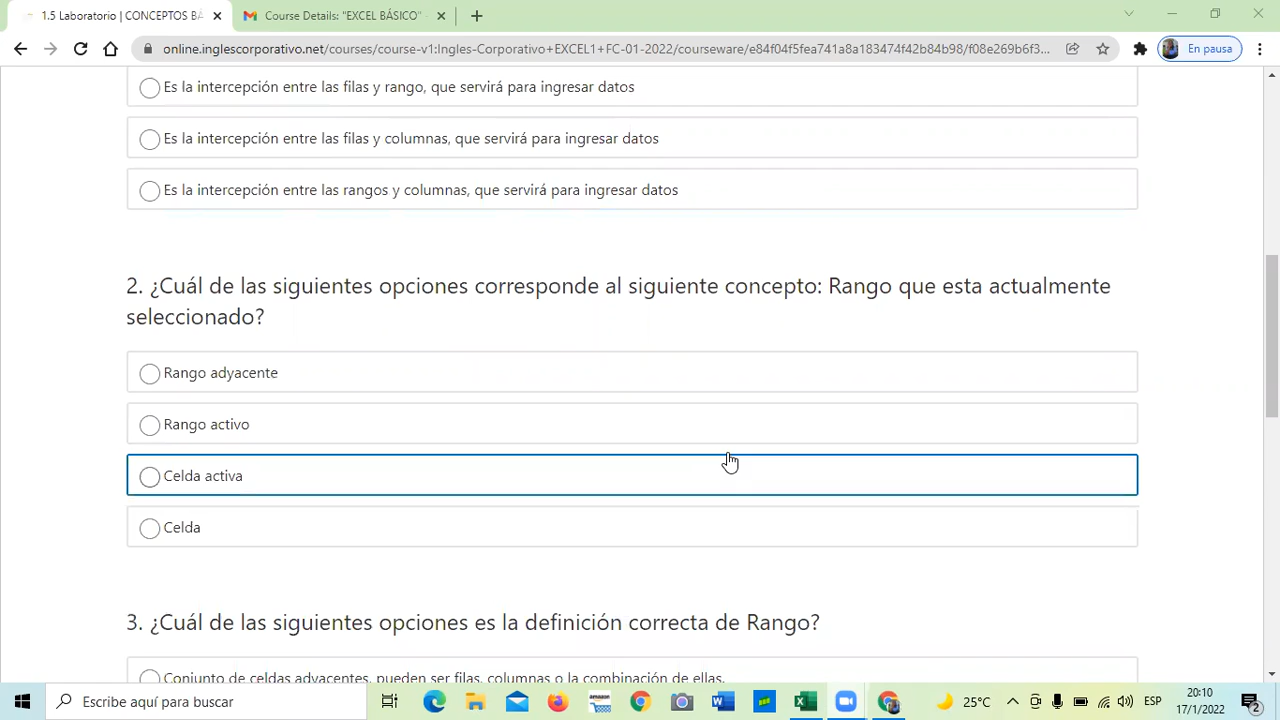 1.5 Laboratorio | CONCEPTOS BÁ
Course Details: "EXCEL BÁSICO" -
online.inglescorporativo.net/courses/course-v1:Ingles-Corporativo+EXCEL1+FC-01-2022/courseware/e84f04f5fea741a8a183474f42b84b98/f08e269b6f3...
En pausa
Es la intercepción entre las filas y rango, que servirá para ingresar datos
Es la intercepción entre las filas y columnas, que servirá para ingresar datos
Es la intercepción entre las rangos y columnas, que servirá para ingresar datos
2. ¿Cuál de las siguientes opciones corresponde al siguiente concepto: Rango que esta actualmente
seleccionado?
Rango adyacente
Rango activo
Celda activa
Celda
3. ¿Cuál de las siguientes opciones es la definición correcta de Rango?
Conjunto de celdas adyacentes, pueden ser filas, columnas o la combinación de ellas.
Escribe aquí para buscar
amazon
25°C
ESP
20:10
17/1/2022
2